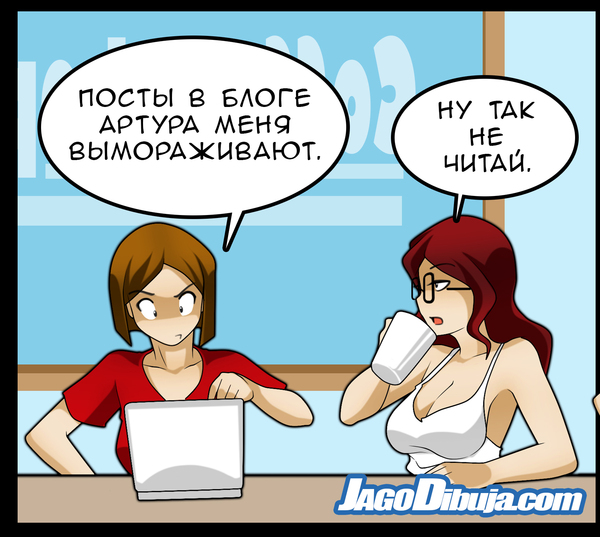 ПОСТЫ В БЛОГЕ
АРТУРА МЕНЯ
ВЫМОРАЖИВАЮТ.
НУ ТАК
НЕ
ЧИТАЙ.
JAGODibuja.com